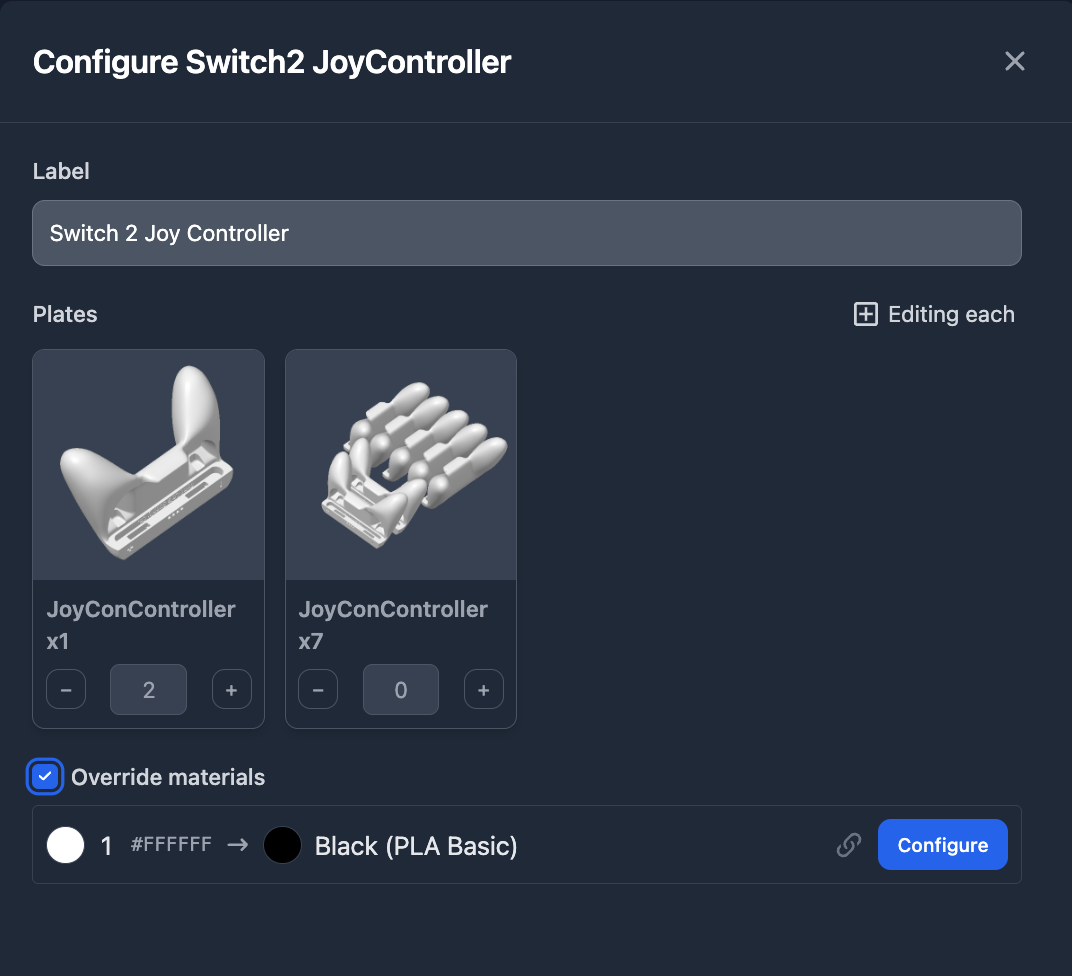 Configure Switch2 JoyController
Label
Switch 2 Joy Controller
Plates
Editing each
JoyConController
x1
JoyConController
x7
− 2 +
− 0 +
Override materials
1 #FFFFFF → Black (PLA Basic)
Configure